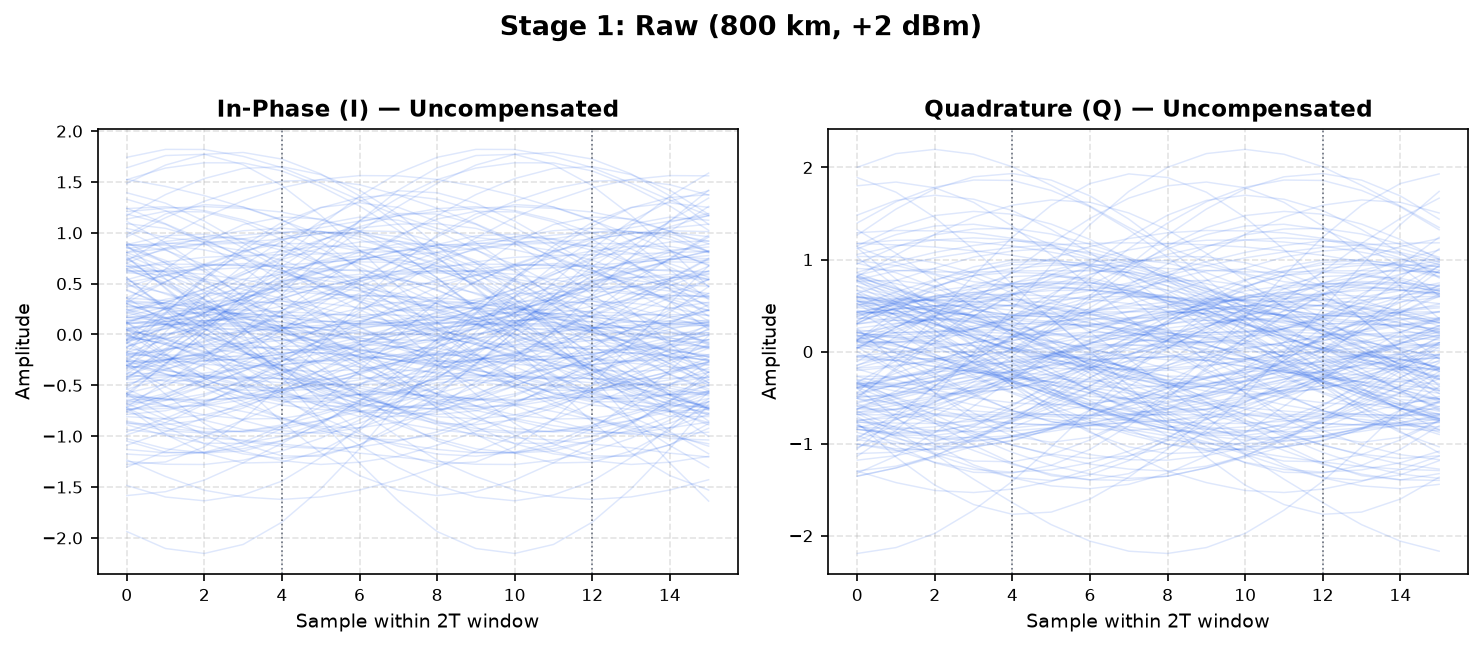 Stage 1: Raw (800 km, +2 dBm)
In-Phase (I) — Uncompensated
2.0
1.5
1.0
0.5
0.0
−0.5
−1.0
−1.5
−2.0
Amplitude
0 2 4 6 8 10 12 14
Sample within 2T window
Quadrature (Q) — Uncompensated
2
1
0
−1
−2
Amplitude
0 2 4 6 8 10 12 14
Sample within 2T window